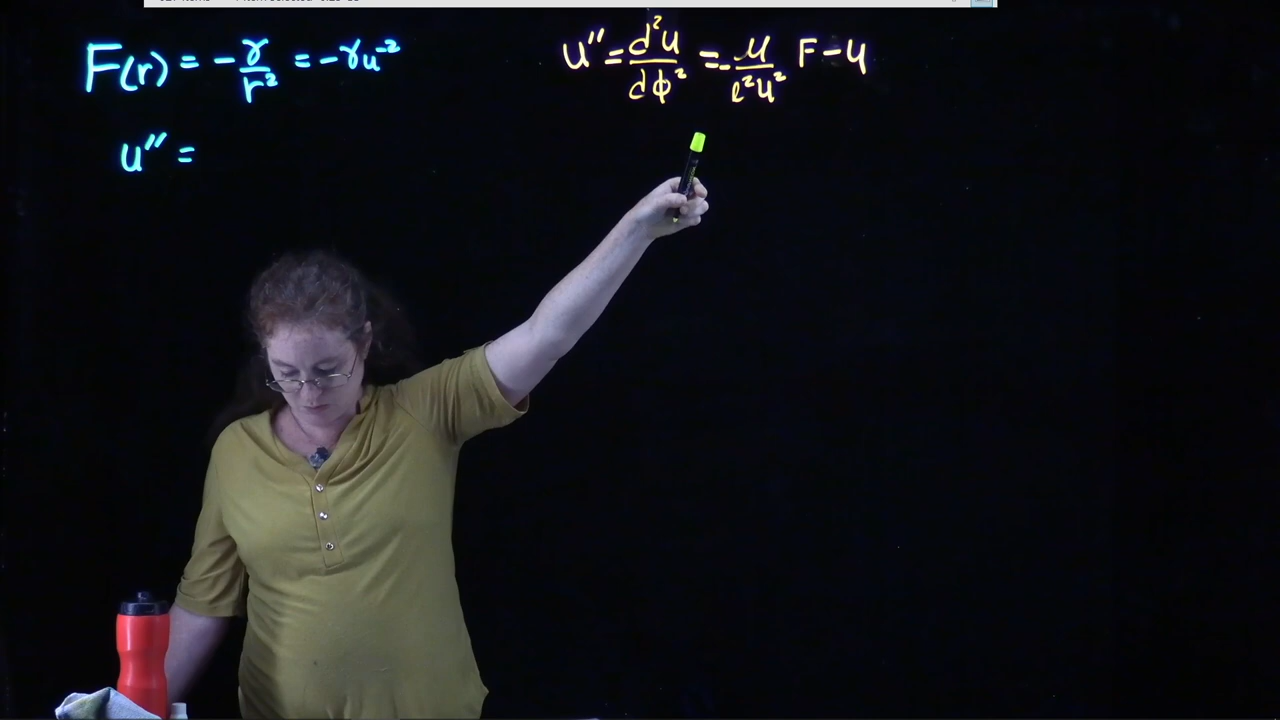 F(r) = -γ/r² = -γu⁻²
u″ = d²u/dϕ² = -μ/ℓ²u² F - u
u″ =